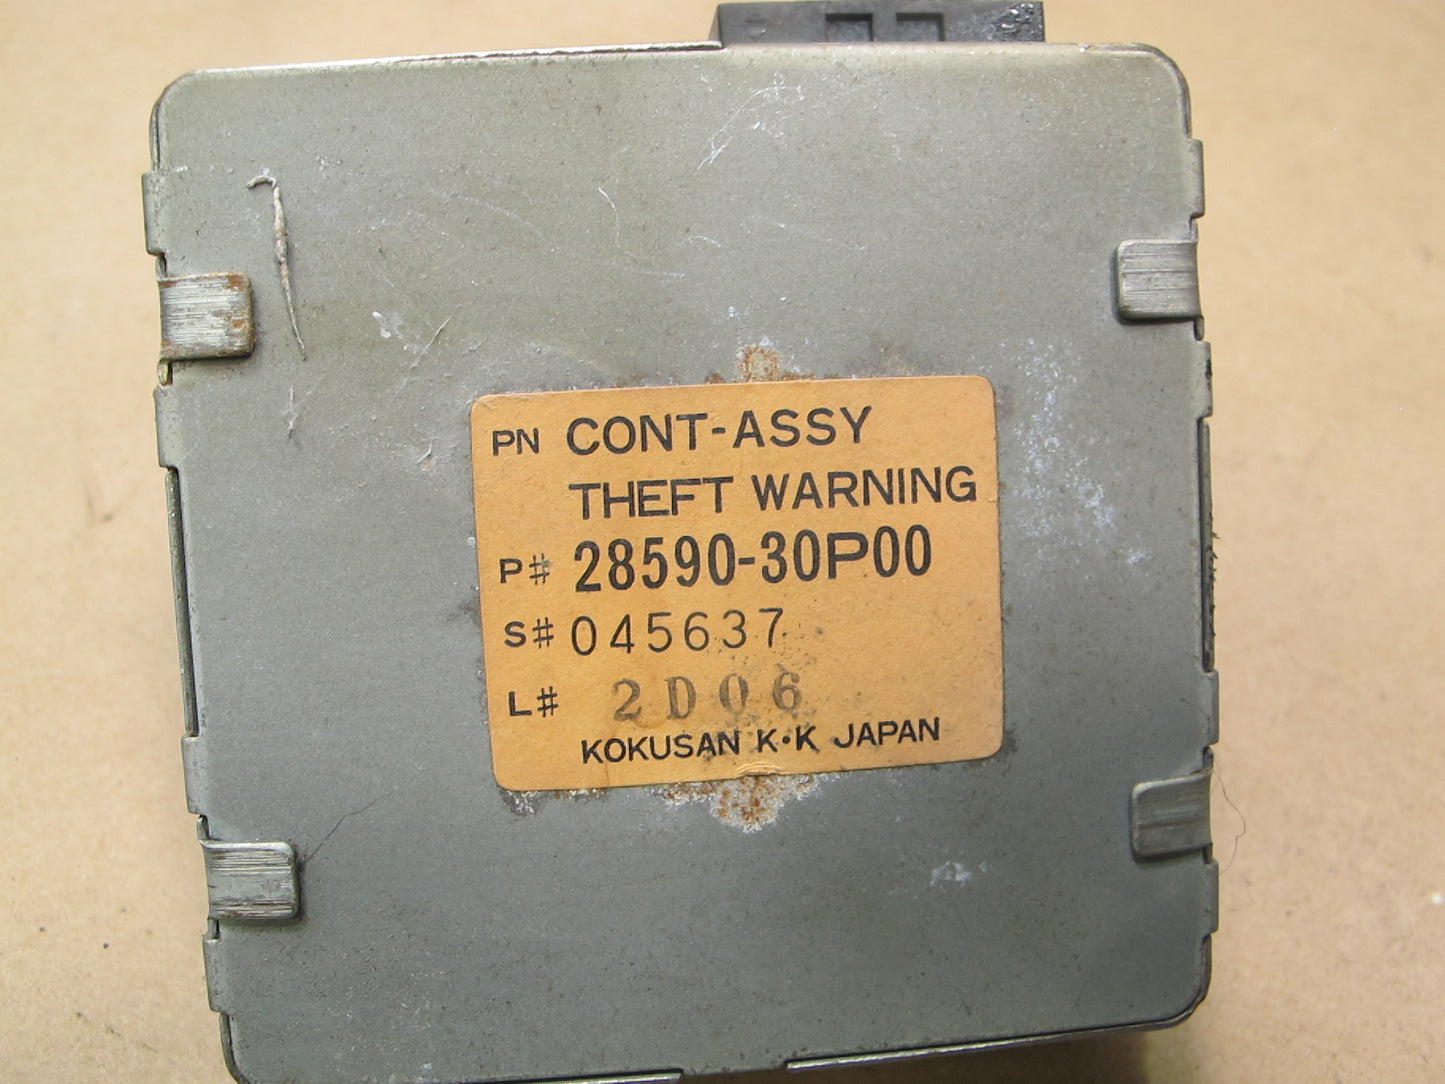 PN CONT-ASSY
THEFT WARNING
P# 28590-30P00
S# 045637
L# 2D06
KOKUSAN K・K JAPAN